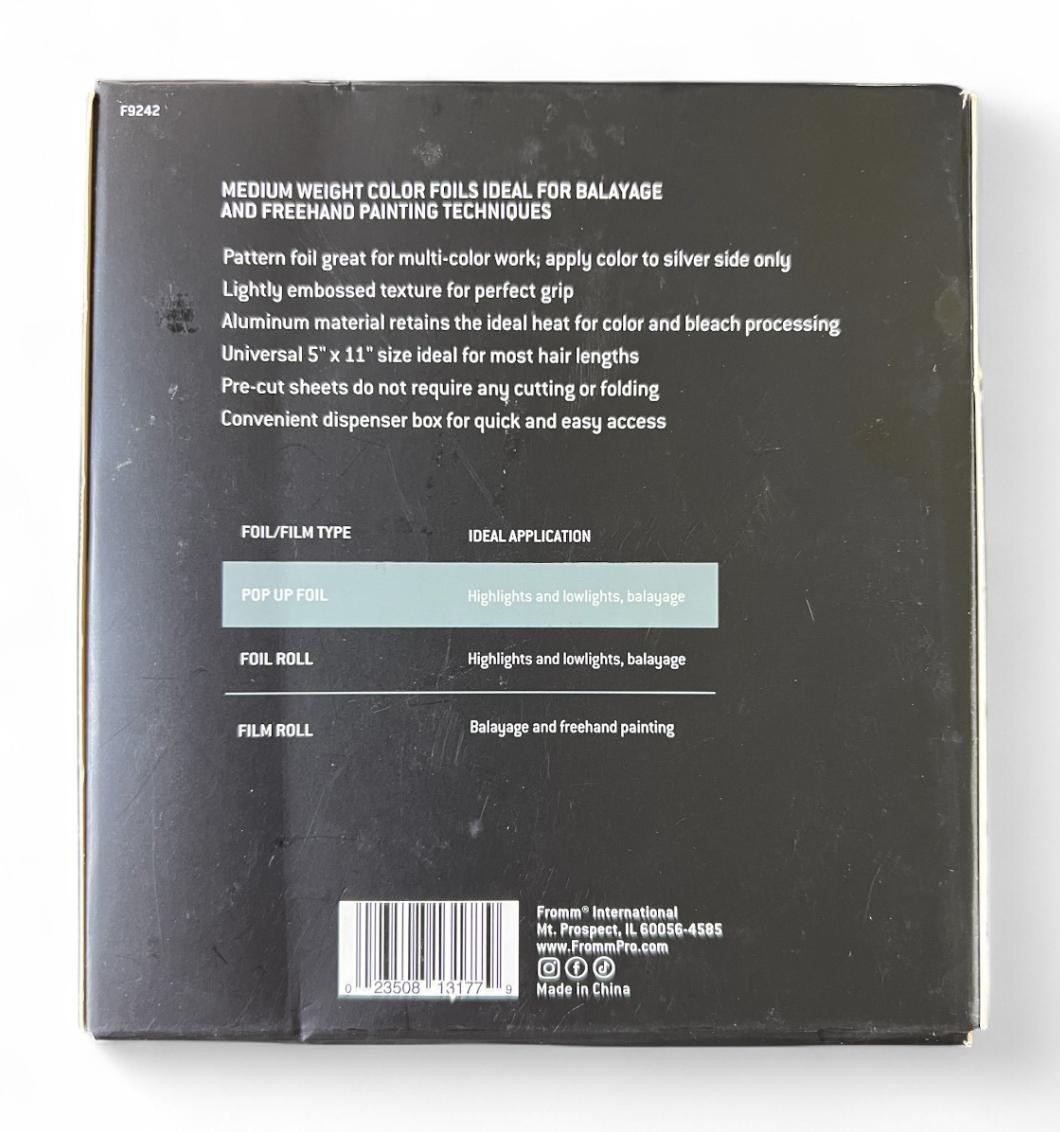 F9242
MEDIUM WEIGHT COLOR FOILS IDEAL FOR BALAYAGE
AND FREEHAND PAINTING TECHNIQUES
Pattern foil great for multi-color work; apply color to silver side only
Lightly embossed texture for perfect grip
Aluminum material retains the ideal heat for color and bleach processing
Universal 5" x 11" size ideal for most hair lengths
Pre-cut sheets do not require any cutting or folding
Convenient dispenser box for quick and easy access
FOIL/FILM TYPE IDEAL APPLICATION
POP UP FOIL Highlights and lowlights, balayage
FOIL ROLL Highlights and lowlights, balayage
FILM ROLL Balayage and freehand painting
Fromm® International
Mt. Prospect, IL 60056-4585
www.FrommPro.com
Made in China
0 23508 13177 9